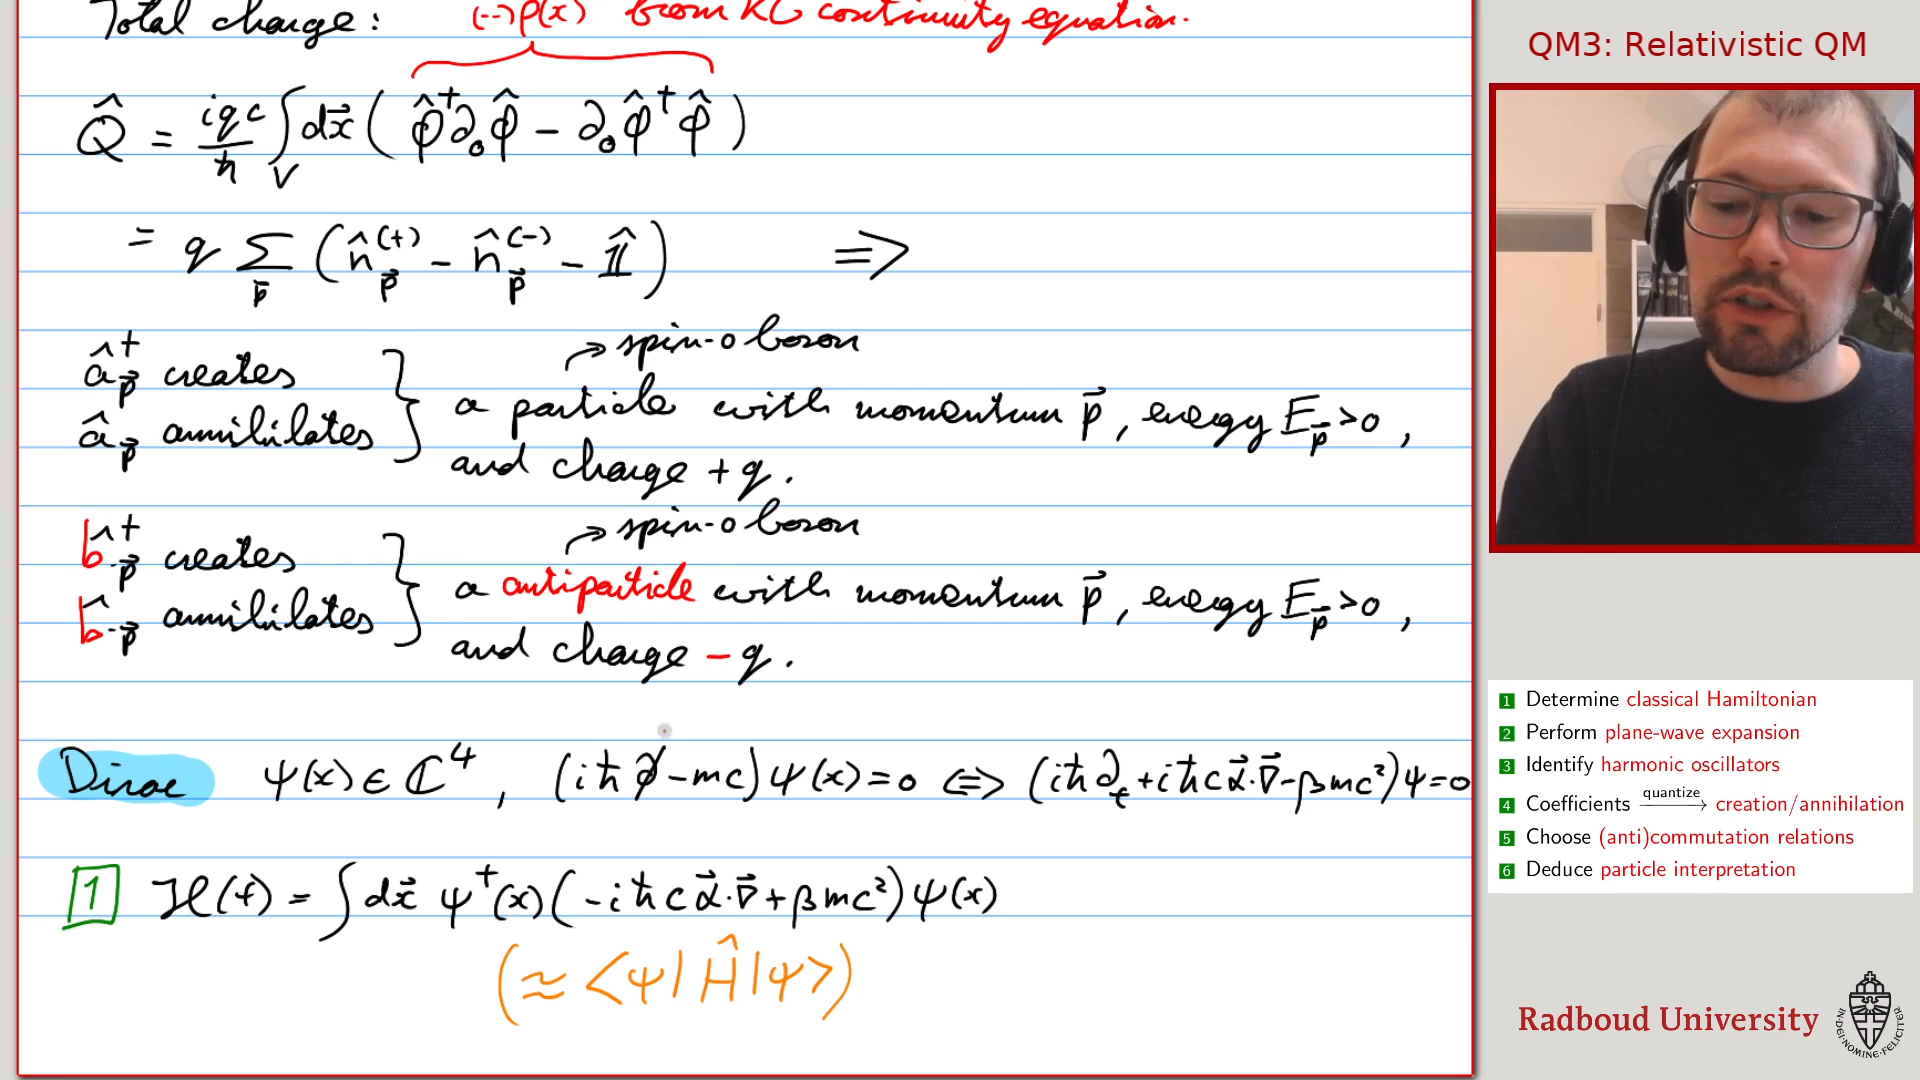 Total charge: (↔) ρ(x) from KG continuity equation.
Q̂ = iqc/ħ ∫_V dx⃗ ( φ̂† ∂₀ φ̂ − ∂₀ φ̂† φ̂ )
= q Σ_p⃗ ( n̂_p⃗^(+) − n̂_p⃗^(−) − 𝟙̂ ) ⇒
→ spin-0 boson
â†_p⃗ creates
â_p⃗ annihilates } a particle with momentum p⃗, energy E_p⃗ > 0,
and charge +q.
→ spin-0 boson
b̂†_-p⃗ creates
b̂_-p⃗ annihilates } a antiparticle with momentum p⃗, energy E_p⃗ > 0,
and charge −q.
Dirac ψ(x) ∈ ℂ⁴, (iħ∂̸ − mc)ψ(x) = 0 ⇔ (iħ∂_t + iħc α⃗·∇⃗ − βmc²)ψ = 0
1 ℋ(t) = ∫ dx⃗ ψ†(x)(−iħc α⃗·∇⃗ + βmc²)ψ(x)
(≈ <ψ|Ĥ|ψ>)
QM3: Relativistic QM
1 Determine classical Hamiltonian
2 Perform plane-wave expansion
3 Identify harmonic oscillators
4 Coefficients quantize→ creation/annihilation
5 Choose (anti)commutation relations
6 Deduce particle interpretation
Radboud University
IN·DEI·NOMINE·FELICITER